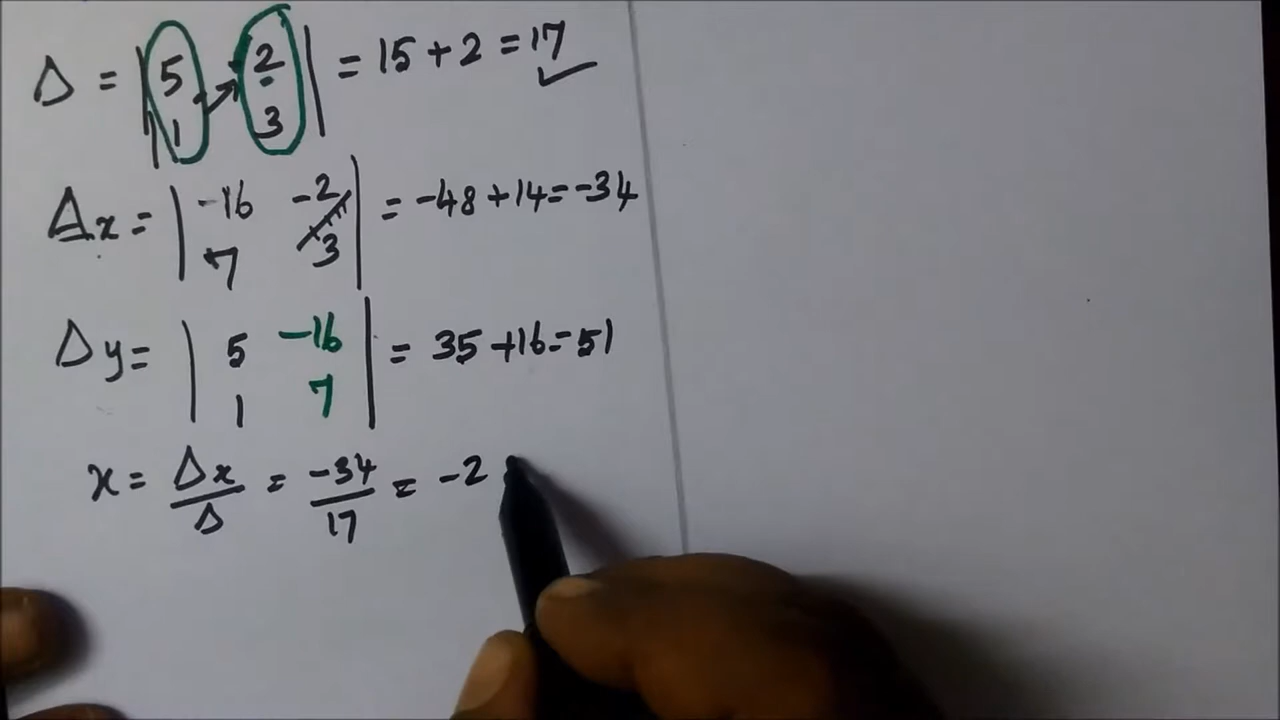 Δ = | 5 -2 | = 15 + 2 = 17 ✓
| 1 3 |
Δx = | -16 -2 | = -48 + 14 = -34
| 7 3 |
Δy = | 5 -16 | = 35 + 16 = 51
| 1 7 |
x = Δx/Δ = -34/17 = -2